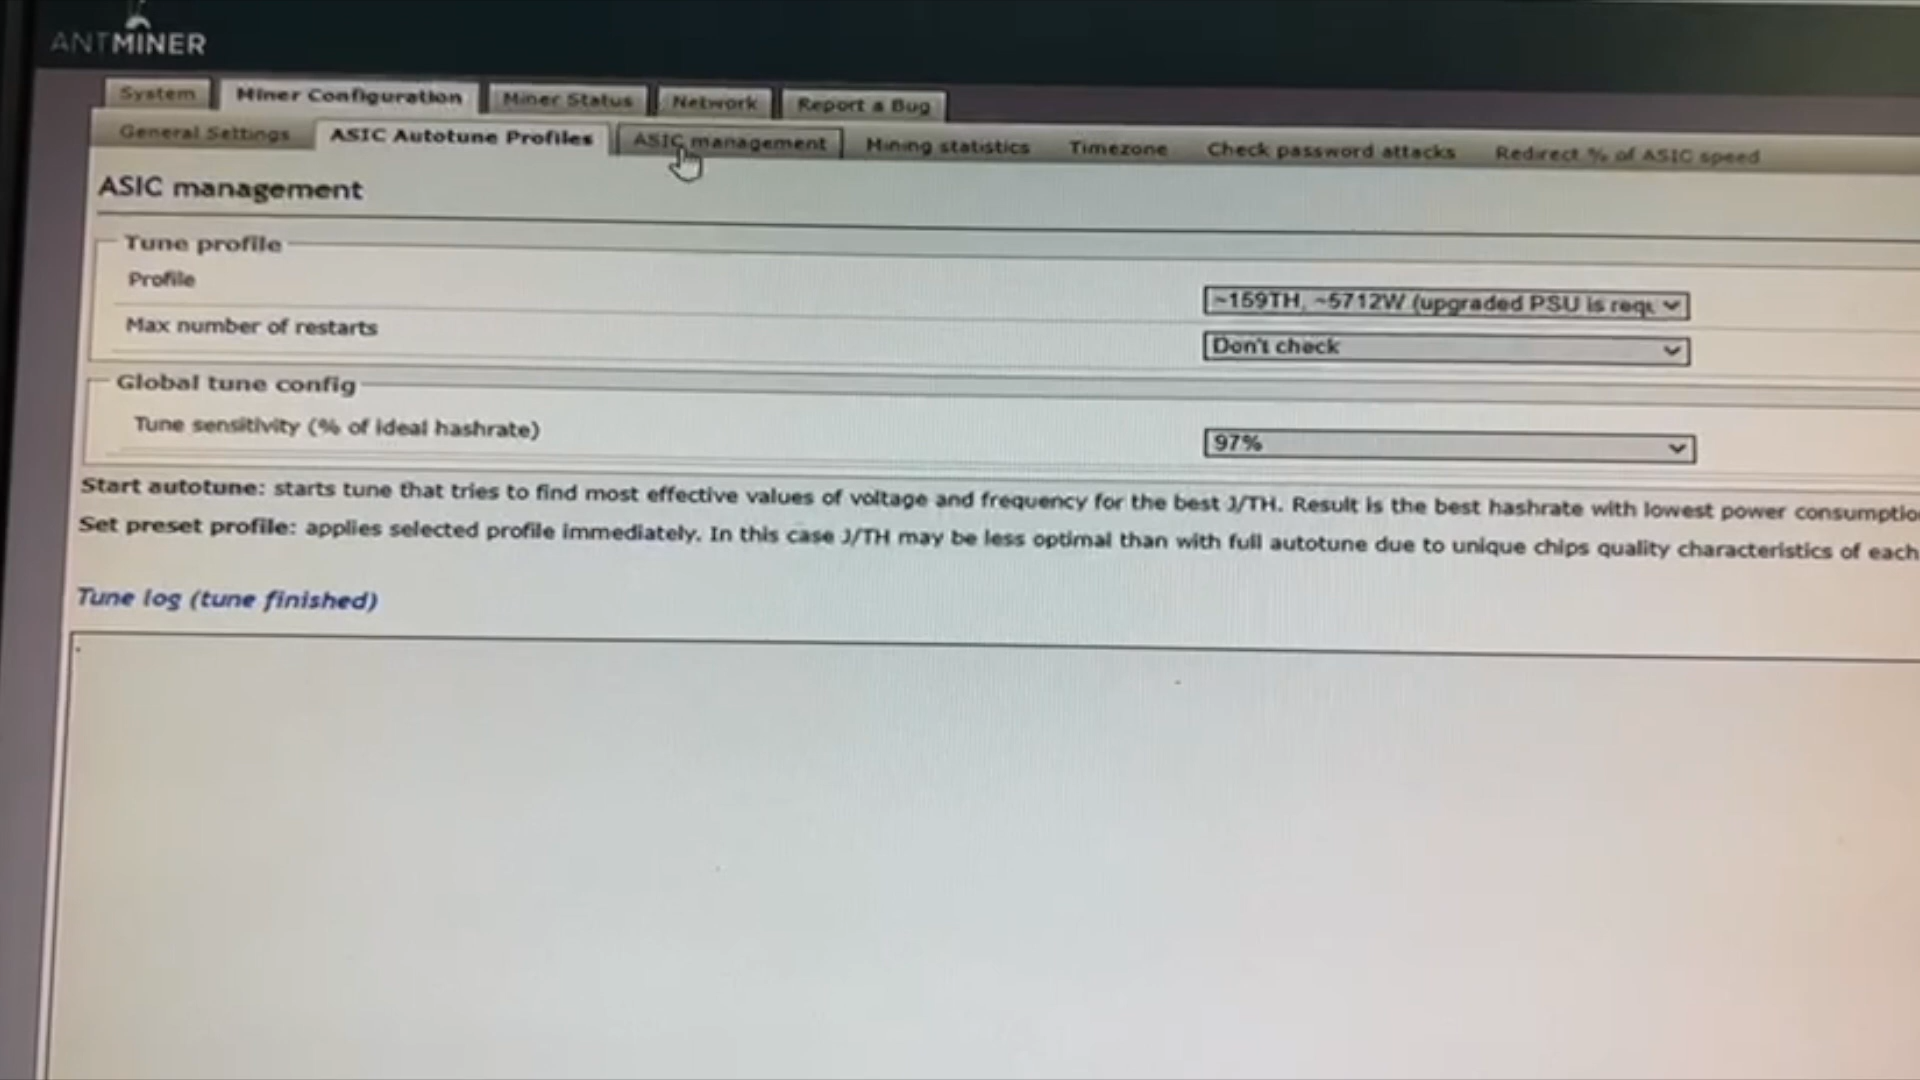 ANTMINER
System Miner Configuration Miner Status Network Report a Bug
General Settings ASIC Autotune Profiles ASIC management Mining statistics Timezone Check password attacks Redirect % of ASIC speed
ASIC management
Tune profile
Profile ~159TH, ~5712W (upgraded PSU is requ
Max number of restarts Don't check
Global tune config
Tune sensitivity (% of ideal hashrate) 97%
Start autotune: starts tune that tries to find most effective values of voltage and frequency for the best J/TH. Result is the best hashrate with lowest power consumptio
Set preset profile: applies selected profile immediately. In this case J/TH may be less optimal than with full autotune due to unique chips quality characteristics of each
Tune log (tune finished)